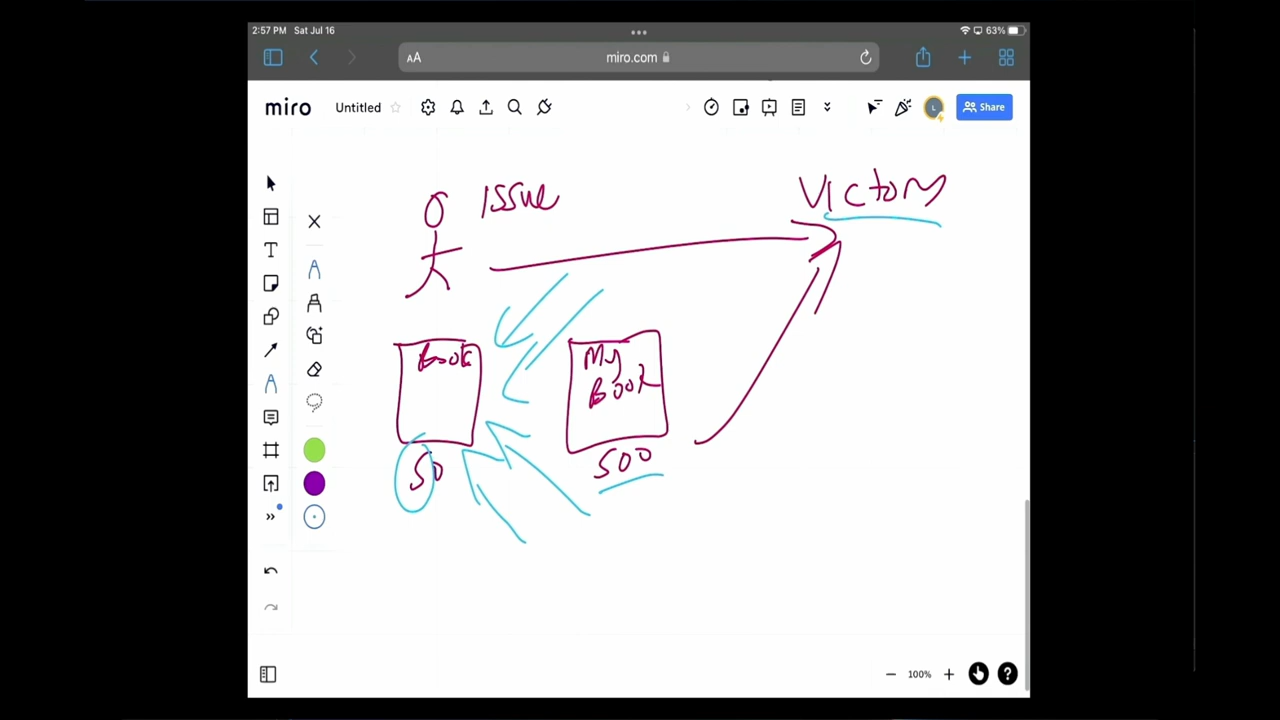 2:57 PM Sat Jul 16
63%
AA
miro.com
miro
Untitled
L
Share
T
Issue
Victory
Book
My
Book
50
500
100%
?